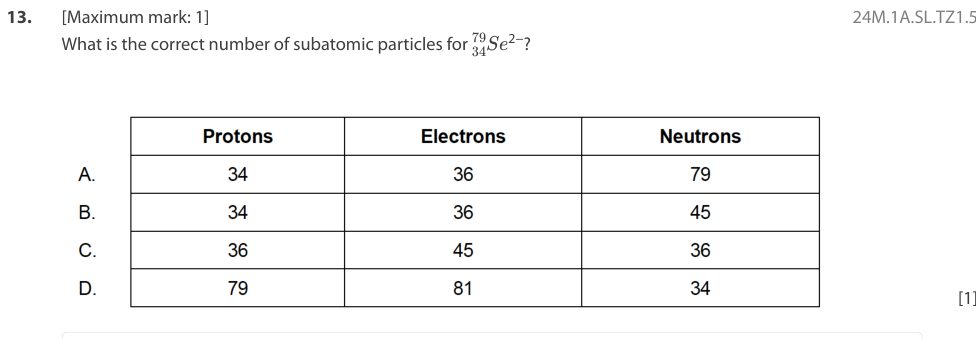 13. [Maximum mark: 1] 24M.1A.SL.TZ1.5
What is the correct number of subatomic particles for ⁷⁹₃₄Se²⁻?
Protons Electrons Neutrons
A. 34 36 79
B. 34 36 45
C. 36 45 36
D. 79 81 34
[1]